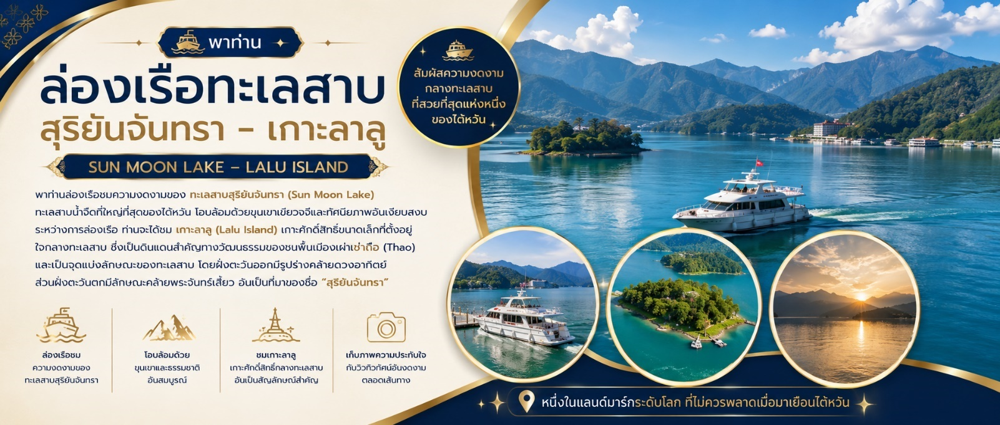 พาท่าน
ล่องเรือทะเลสาบ
สุริยันจันทรา - เกาะลาลู
SUN MOON LAKE – LALU ISLAND
สัมผัสความงดงาม
กลางทะเลสาบ
ที่สวยที่สุดแห่งหนึ่ง
ของไต้หวัน
พาท่านล่องเรือชมความงดงามของ ทะเลสาบสุริยันจันทรา (Sun Moon Lake)
ทะเลสาบน้ำจืดที่ใหญ่ที่สุดของไต้หวัน โอบล้อมด้วยขุนเขาเขียวจจีและทัศนียภาพอันเงียบสงบ
ระหว่างการล่องเรือ ท่านจะได้ชม เกาะลาลู (Lalu Island) เกาะศักดิ์สิทธิ์ขนาดเล็กที่ตั้งอยู่
ใจกลางทะเลสาบ ซึ่งเป็นดินแดนสำคัญทางวัฒนธรรมของชนพื้นเมืองเผ่าเช่าถือ (Thao)
และเป็นจุดแบ่งลักษณะของทะเลสาบ โดยฝั่งตะวันออกมีรูปร่างคล้ายดวงอาทิตย์
ส่วนฝั่งตะวันตกมีลักษณะคล้ายพระจันทร์เสี้ยว อันเป็นที่มาของชื่อ "สุริยันจันทรา"
ล่องเรือชม
ความงดงามของ
ทะเลสาบสุริยันจันทรา
โอบล้อมด้วย
ขุนเขาและธรรมชาติ
อันสมบูรณ์
ชมเกาะลาลู
เกาะศักดิ์สิทธิ์กลางทะเลสาบ
อันเป็นสัญลักษณ์สำคัญ
เก็บภาพความประทับใจ
กับวิวทิวทัศน์อันงดงาม
ตลอดเส้นทาง
หนึ่งในแลนด์มาร์กระดับโลก ที่ไม่ควรพลาดเมื่อมาเยือนไต้หวัน